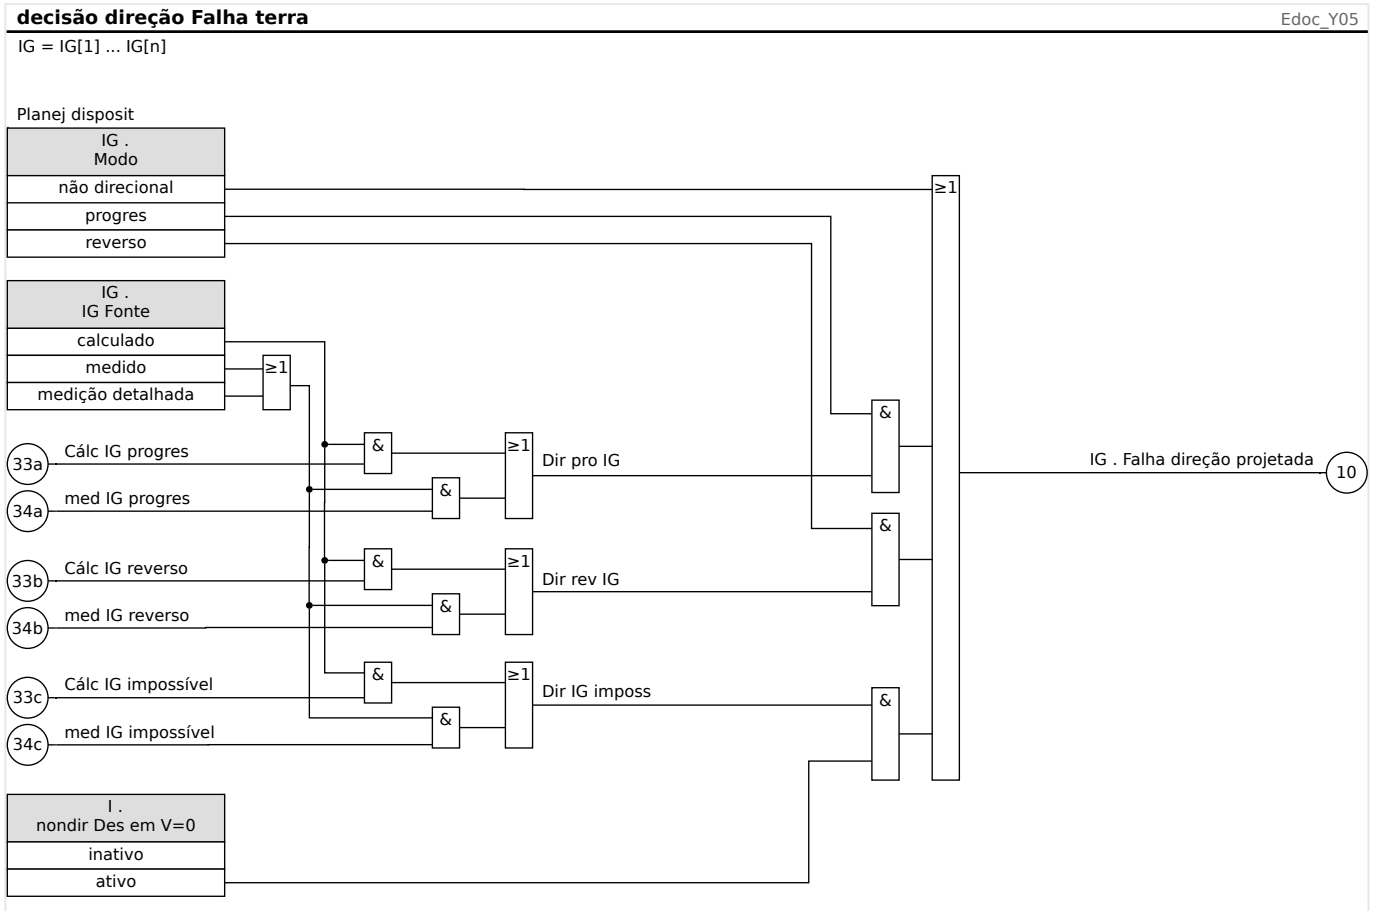 decisão direção Falha terra
Edoc_Y05
IG = IG[1] ... IG[n]
Planej disposit
IG .
Modo
não direcional
progres
reverso
≥1
IG .
IG Fonte
calculado
medido
medição detalhada
≥1
&
33a
Cálc IG progres
&
≥1
Dir pro IG
34a
med IG progres
&
IG . Falha direção projetada
10
&
33b
Cálc IG reverso
&
≥1
Dir rev IG
34b
med IG reverso
&
33c
Cálc IG impossível
&
≥1
Dir IG imposs
&
34c
med IG impossível
&
I .
nondir Des em V=0
inativo
ativo